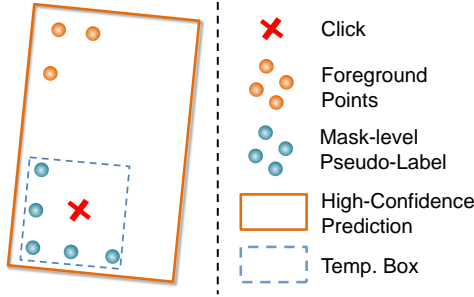 Click
Foreground
Points
Mask-level
Pseudo-Label
High-Confidence
Prediction
Temp. Box